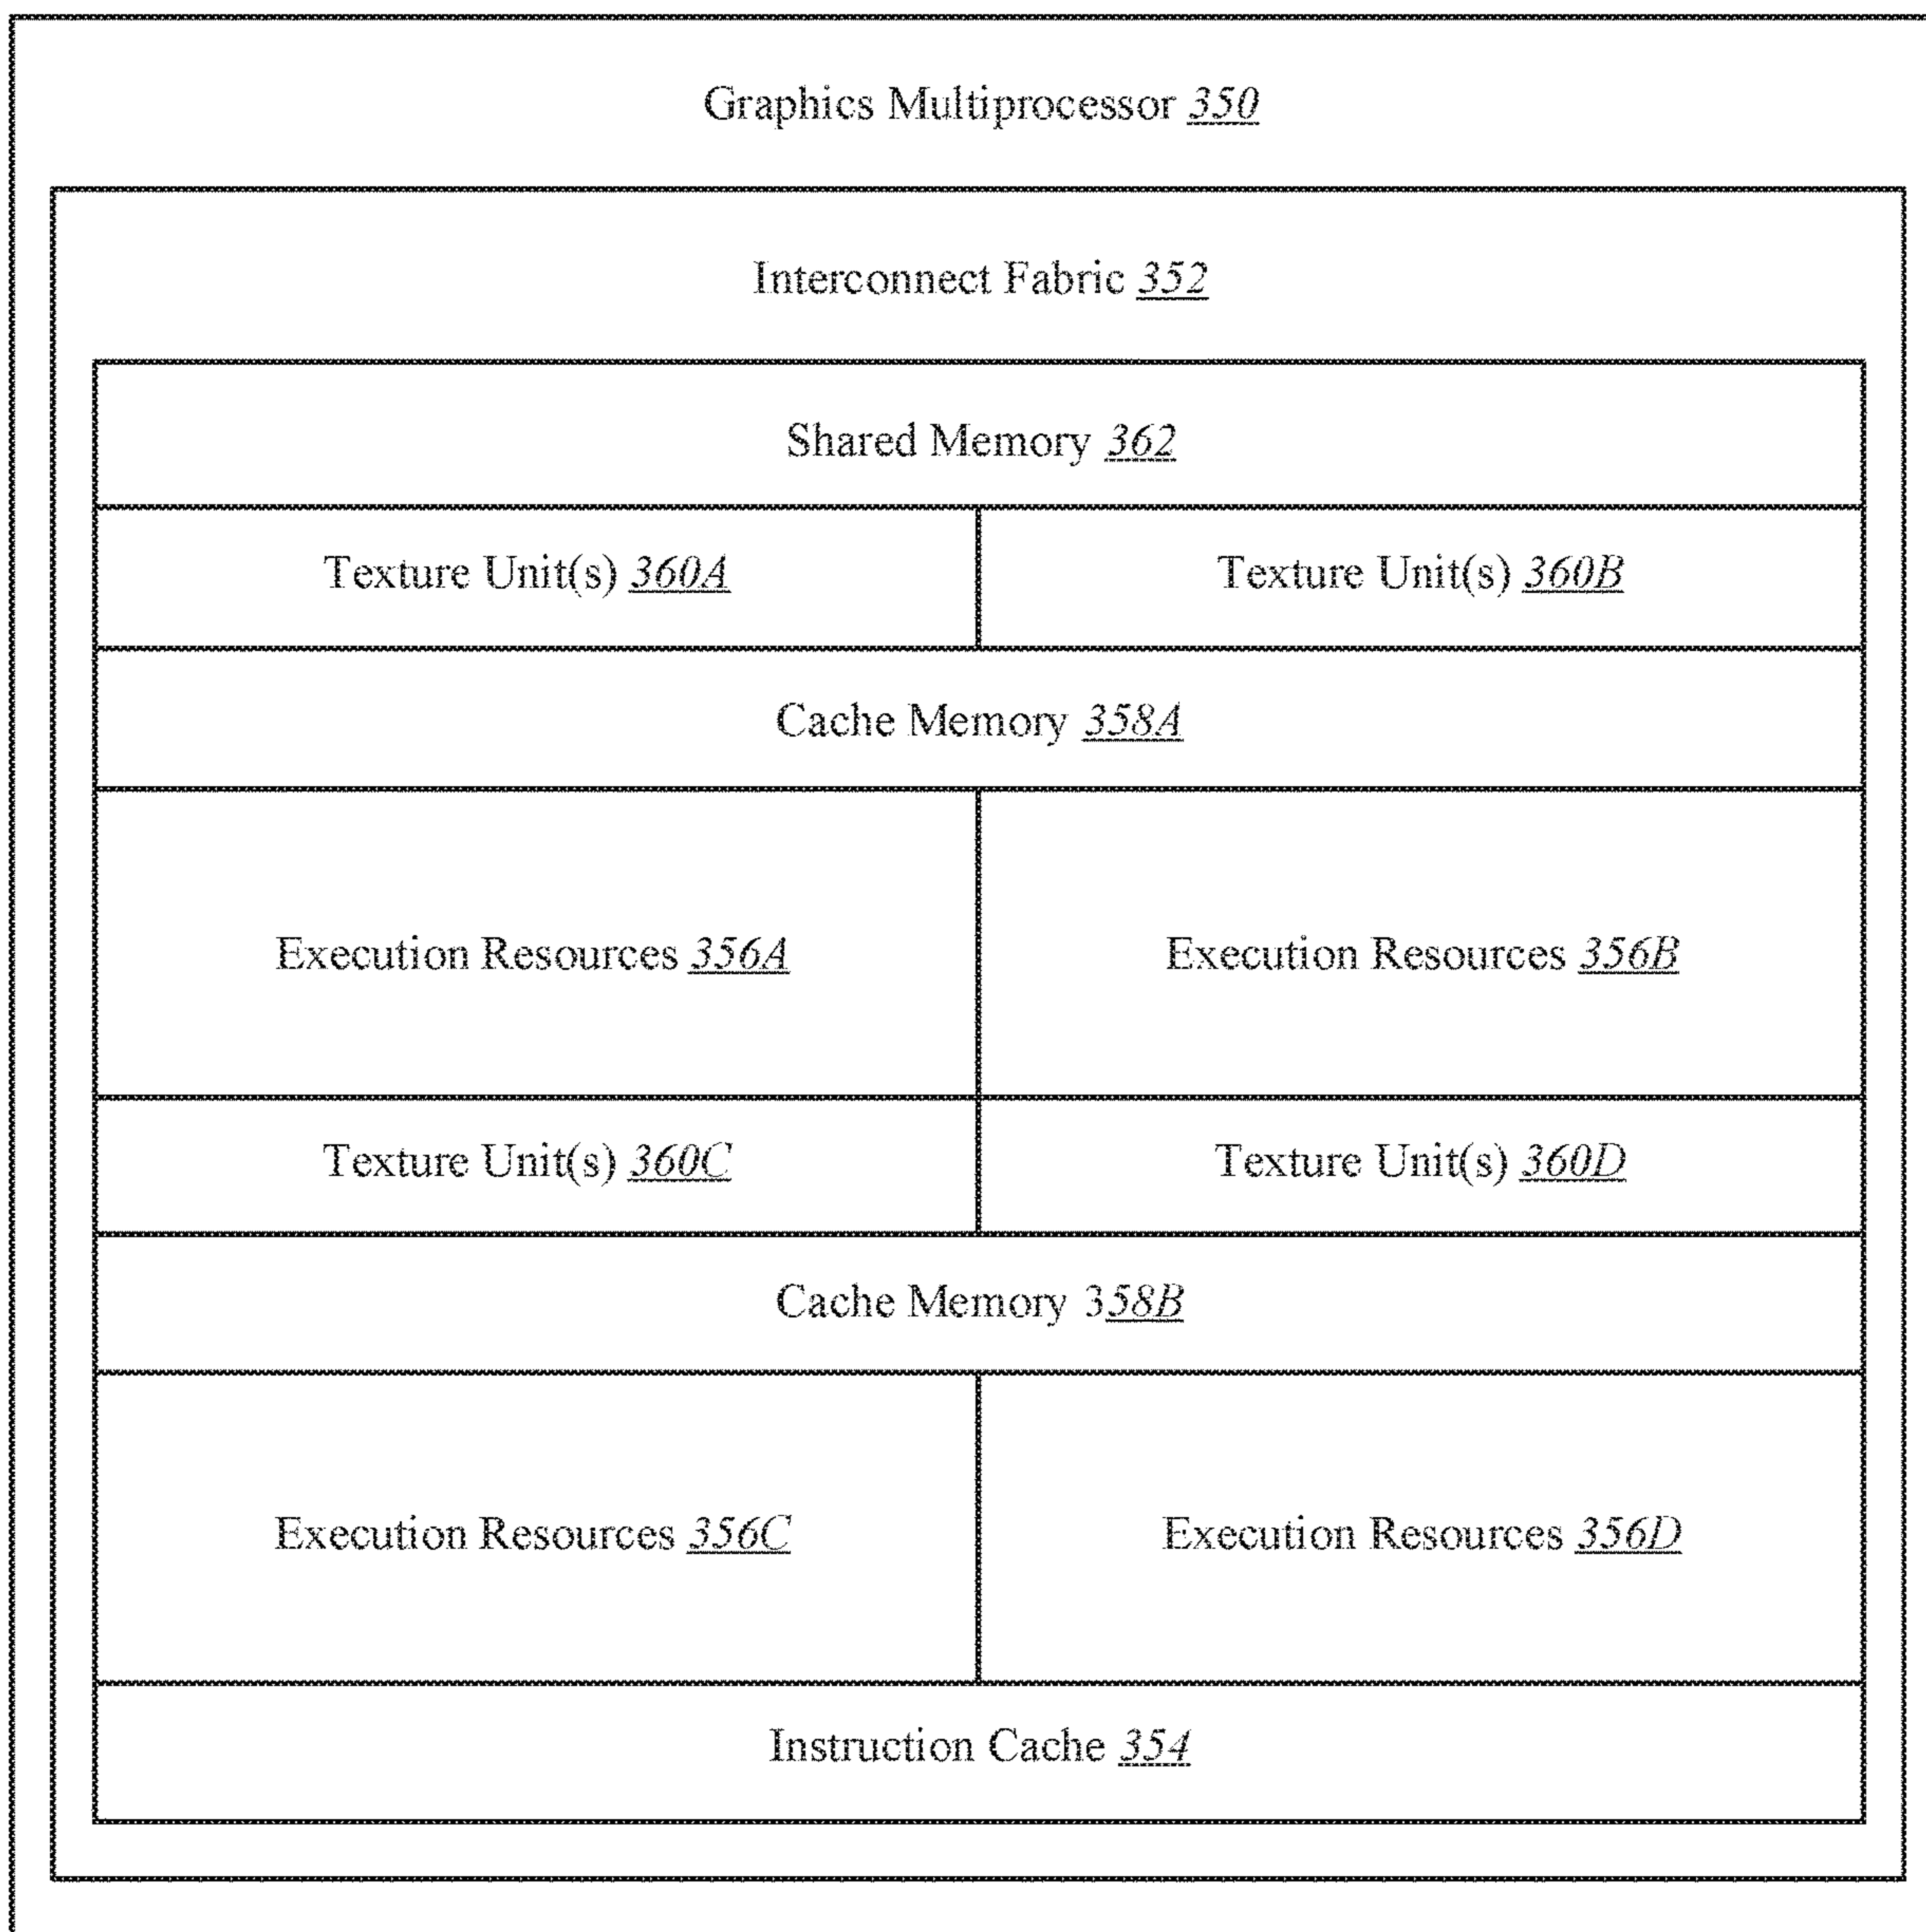 Graphics Multiprocessor 350
Interconnect Fabric 352
Shared Memory 362
Texture Unit(s) 360A
Texture Unit(s) 360B
Cache Memory 358A
Execution Resources 356A
Execution Resources 356B
Texture Unit(s) 360C
Texture Unit(s) 360D
Cache Memory 358B
Execution Resources 356C
Execution Resources 356D
Instruction Cache 354